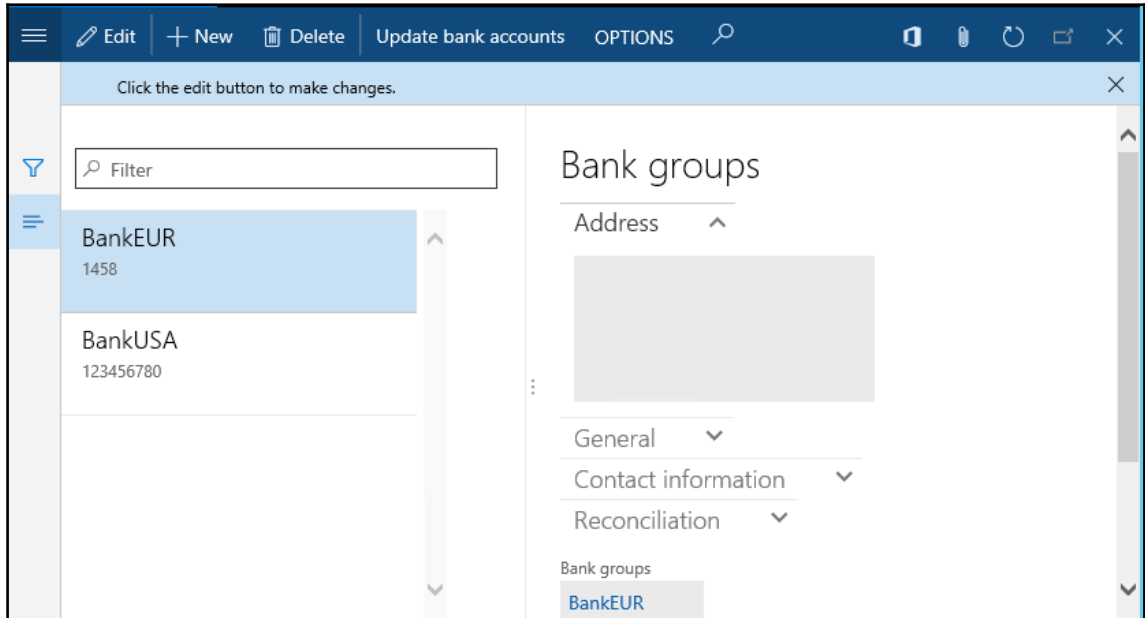 Edit
New
Delete
Update bank accounts
OPTIONS
Click the edit button to make changes.
Filter
BankEUR
1458
BankUSA
123456780
Bank groups
Address
General
Contact information
Reconciliation
Bank groups
BankEUR